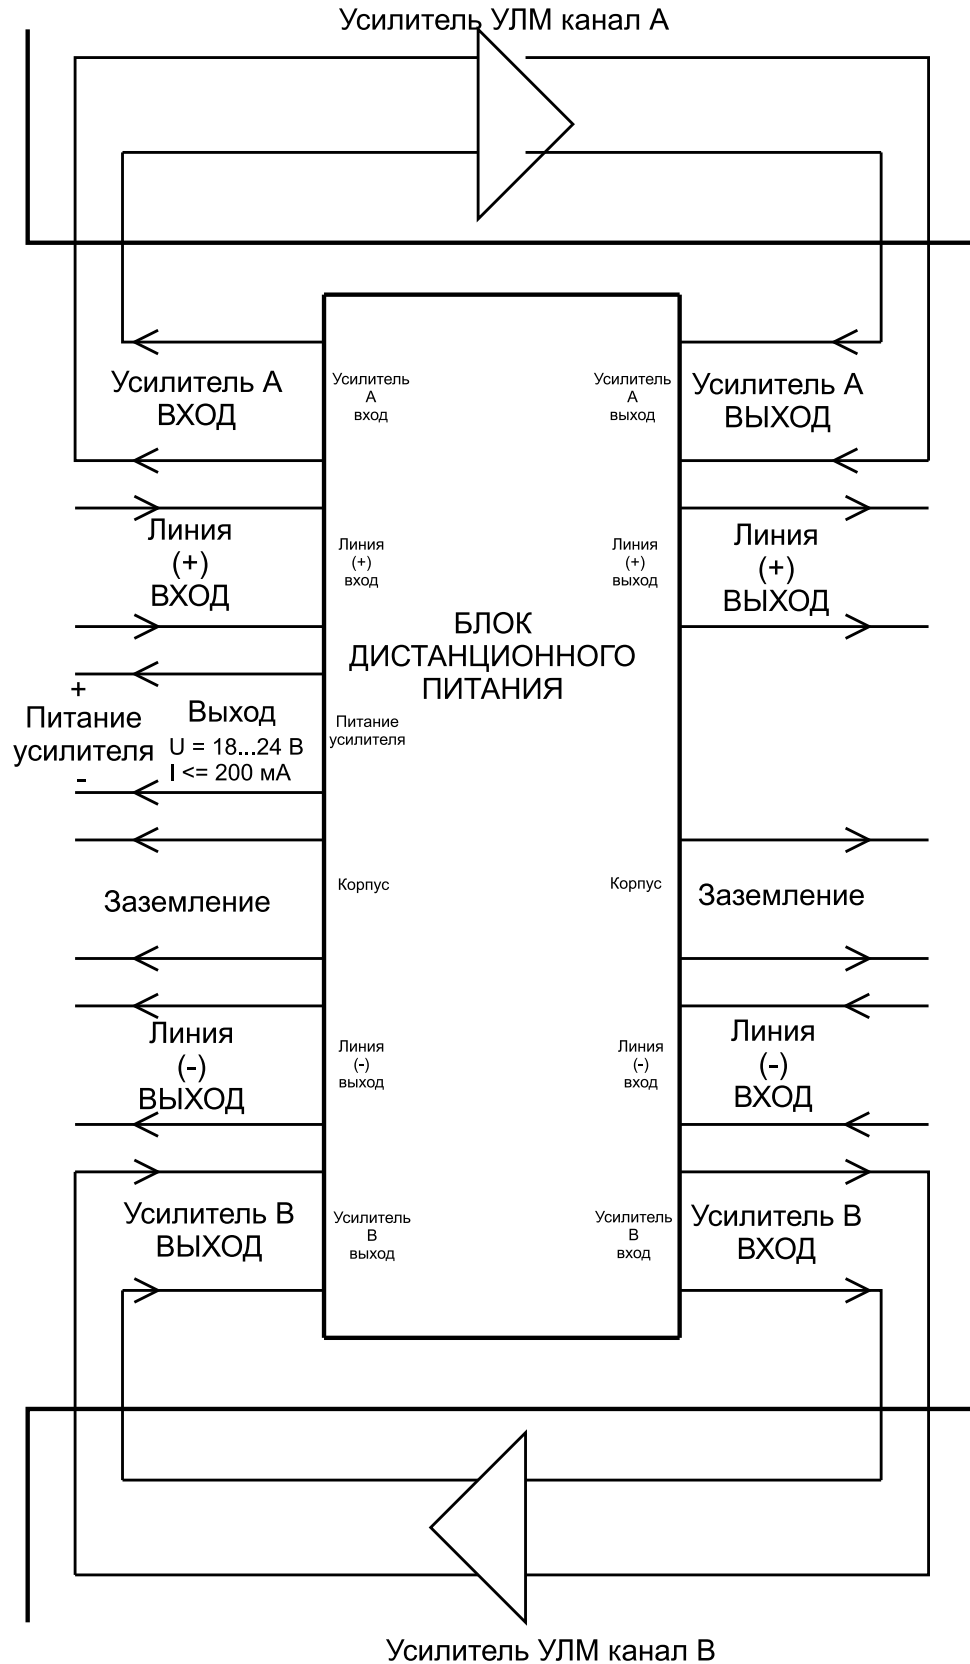 Усилитель УЛМ канал А
Усилитель А
ВХОД
Усилитель
А
вход
Усилитель
А
выход
Усилитель А
ВЫХОД
Линия
(+)
ВХОД
Линия
(+)
вход
Линия
(+)
выход
Линия
(+)
ВЫХОД
БЛОК
ДИСТАНЦИОННОГО
ПИТАНИЯ
+
Питание
усилителя
-
Выход
U = 18...24 В
I <= 200 мА
Питание
усилителя
Заземление
Корпус
Корпус
Заземление
Линия
(-)
ВЫХОД
Линия
(-)
выход
Линия
(-)
вход
Линия
(-)
ВХОД
Усилитель В
ВЫХОД
Усилитель
В
выход
Усилитель
В
вход
Усилитель В
ВХОД
Усилитель УЛМ канал В